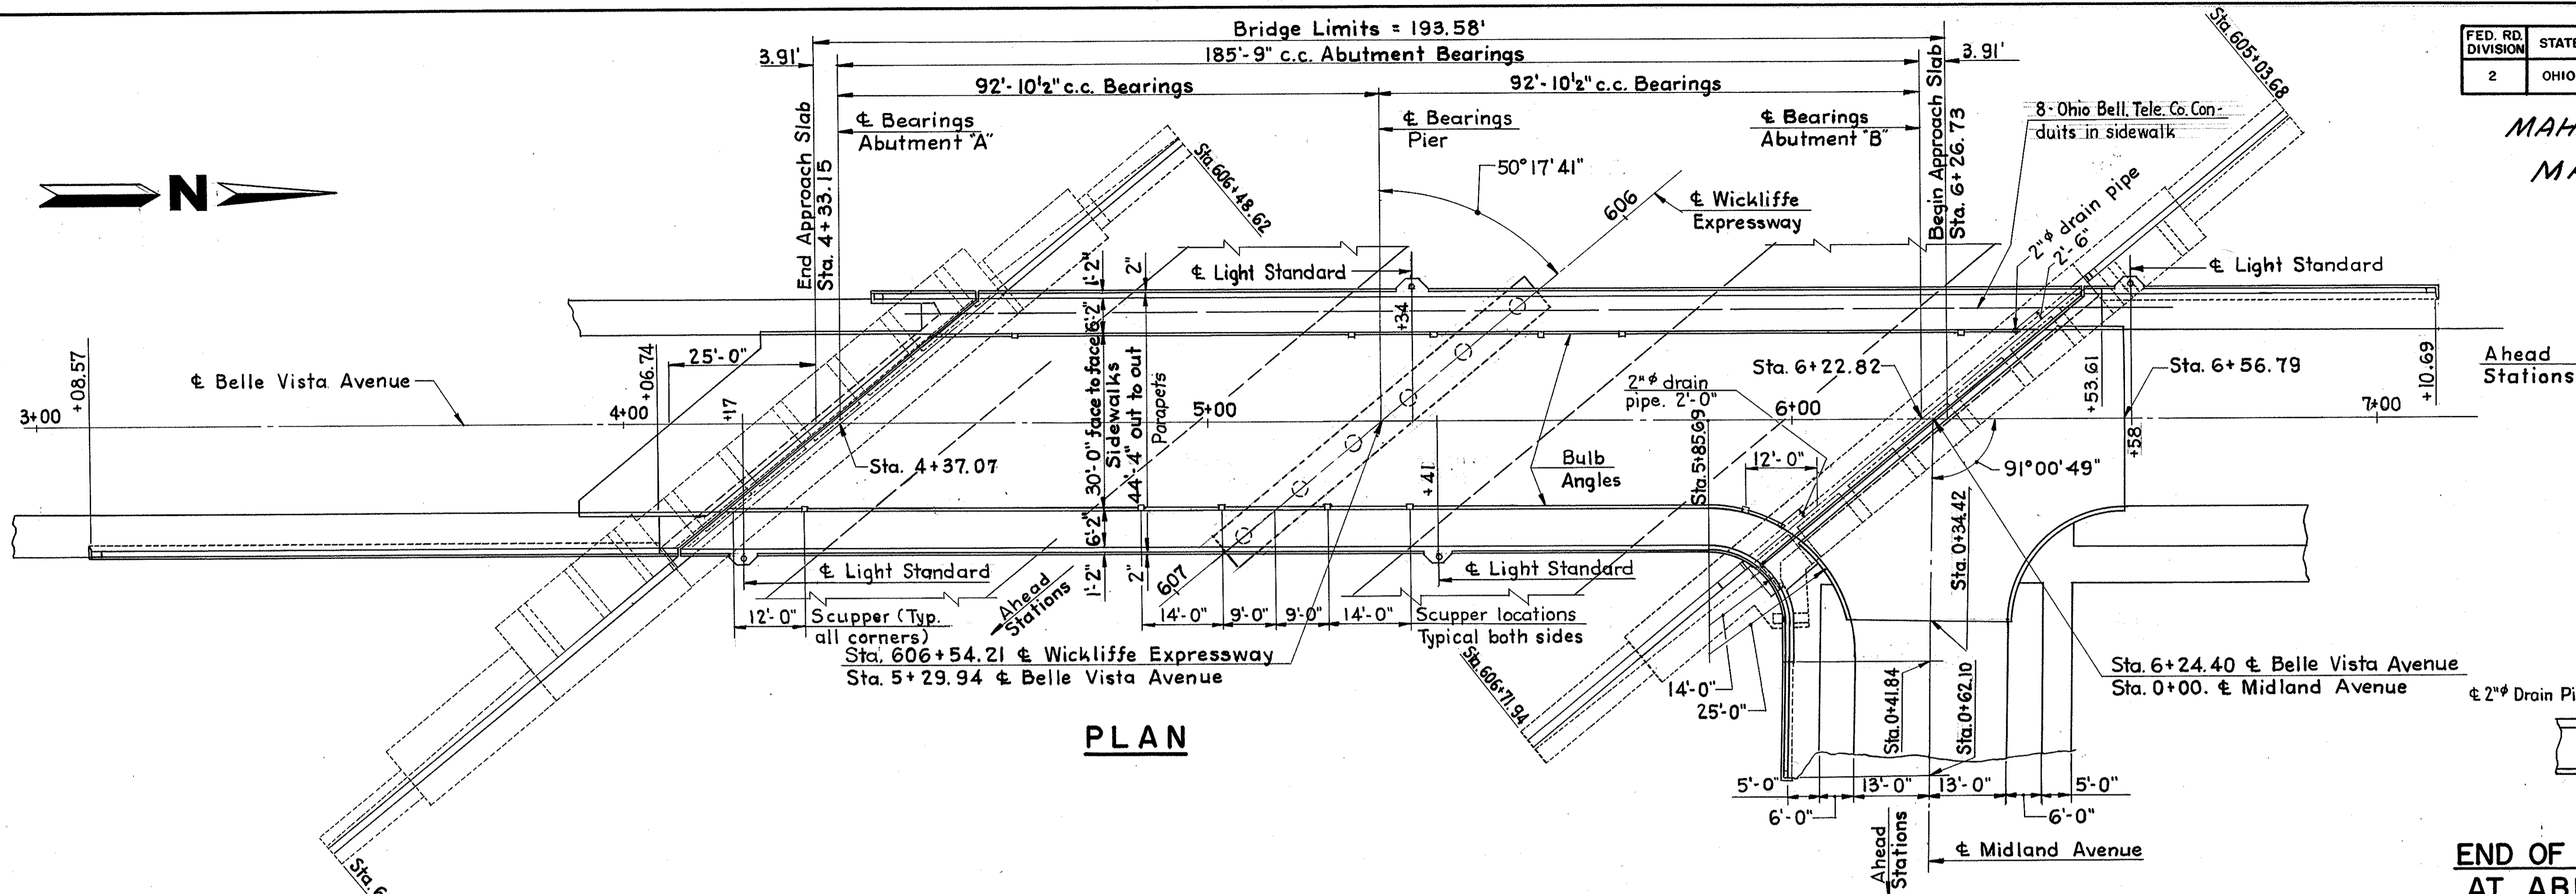 Bridge Limits = 193.58'
185'-9" c.c. Abutment Bearings
3.91'
3.91'
92'-10½" c.c. Bearings
92'-10½" c.c. Bearings
End Approach Slab
Sta. 4+33.15
℄ Bearings
Abutment "A"
℄ Bearings
Pier
℄ Bearings
Abutment "B"
Begin Approach Slab
Sta. 6+26.73
Sta. 605+03.68
FED. RD.
DIVISION
STATE
2
OHIO
8-Ohio Bell. Tele. Co. Con-
duits in sidewalk
N
Sta. 606+48.62
50°17'41"
606
℄ Wickliffe
Expressway
2"ø drain pipe
2'-6"
℄ Light Standard
℄ Light Standard
1'-2"
2"
6'-2"
30'-0" face to face
Sidewalks
44'-4" out to out
Parapets
6'-2"
1'-2"
2"
+34
+08.57
℄ Belle Vista Avenue
+06.74
25'-0"
+17
3+00
4+00
5+00
6+00
7+00
Sta. 4+37.07
+41
2"ø drain
pipe. 2'-0"
Sta. 5+85.69
Sta. 6+22.82
+53.61
Sta. 6+56.79
+58
+10.69
Ahead
Stations
Bulb
Angles
12'-0"
91°00'49"
Sta. 0+34.42
℄ Light Standard
℄ Light Standard
607
Ahead
Stations
12'-0"
Scupper (Typ.
all corners)
14'-0"
9'-0"
9'-0"
14'-0"
Scupper locations
Typical both sides
Sta. 606+54.21 ℄ Wickliffe Expressway
Sta. 5+29.94 ℄ Belle Vista Avenue
Sta. 606+71.94
14'-0"
25'-0"
Sta. 0+41.84
Sta. 0+62.10
Sta. 6+24.40 ℄ Belle Vista Avenue
Sta. 0+00. ℄ Midland Avenue
℄ 2"ø Drain Pi
PLAN
5'-0"
6'-0"
13'-0"
13'-0"
6'-0"
5'-0"
Ahead
Stations
℄ Midland Avenue
END OF